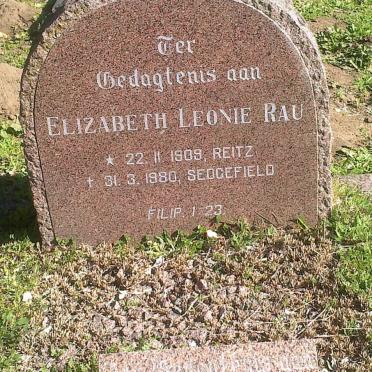 Ter
Gedagtenis aan
ELIZABETH LEONIE RAU
* 22. 11. 1909, REITZ
† 31. 3. 1980, SEDGEFIELD
FILIP. 1:23.